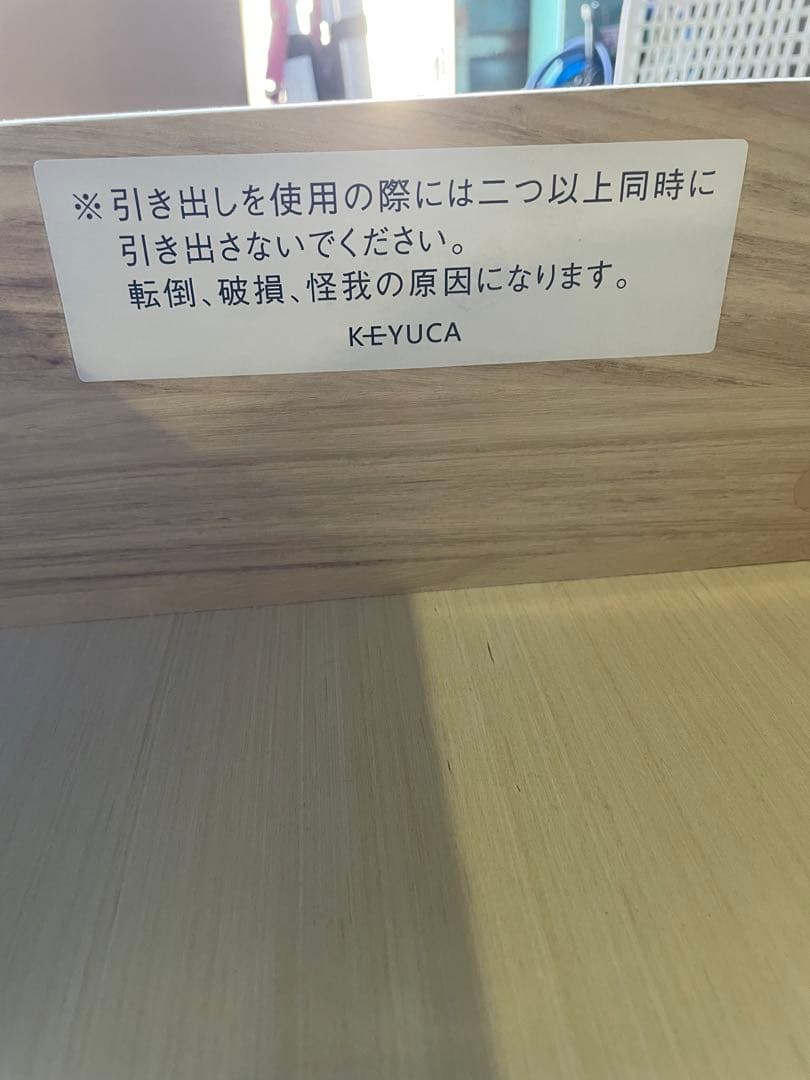 ※引き出しを使用の際には二つ以上同時に
引き出さないでください。
転倒、破損、怪我の原因になります。
KEYUCA